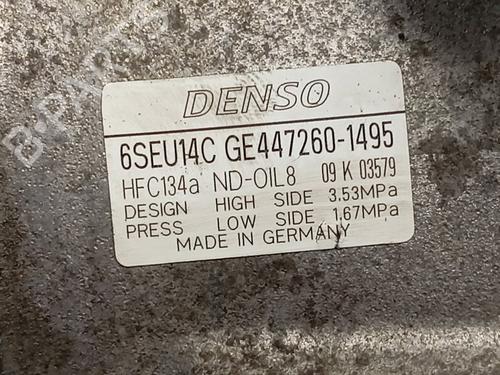 B-PARTS
DENSO
6SEU14C GE447260-1495
HFC134a ND-OIL8 09 K 03579
DESIGN HIGH SIDE 3.53MPa
PRESS LOW SIDE 1.67MPa
MADE IN GERMANY